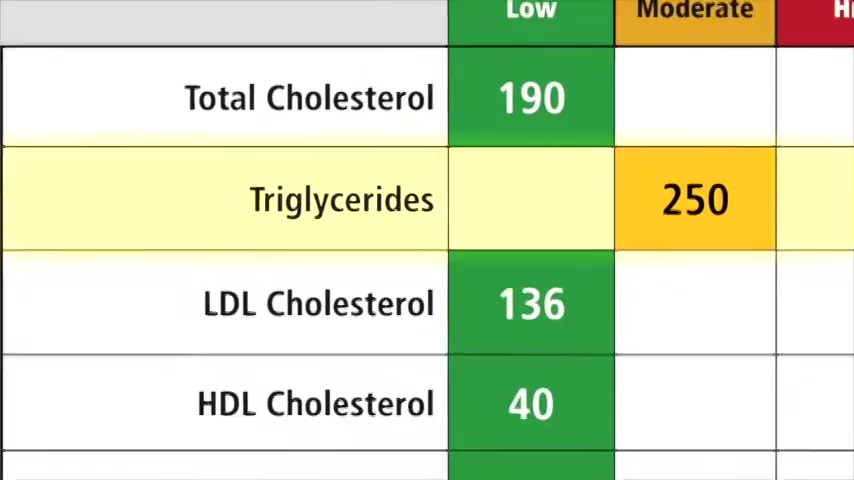 Low Moderate
Total Cholesterol 190
Triglycerides 250
LDL Cholesterol 136
HDL Cholesterol 40